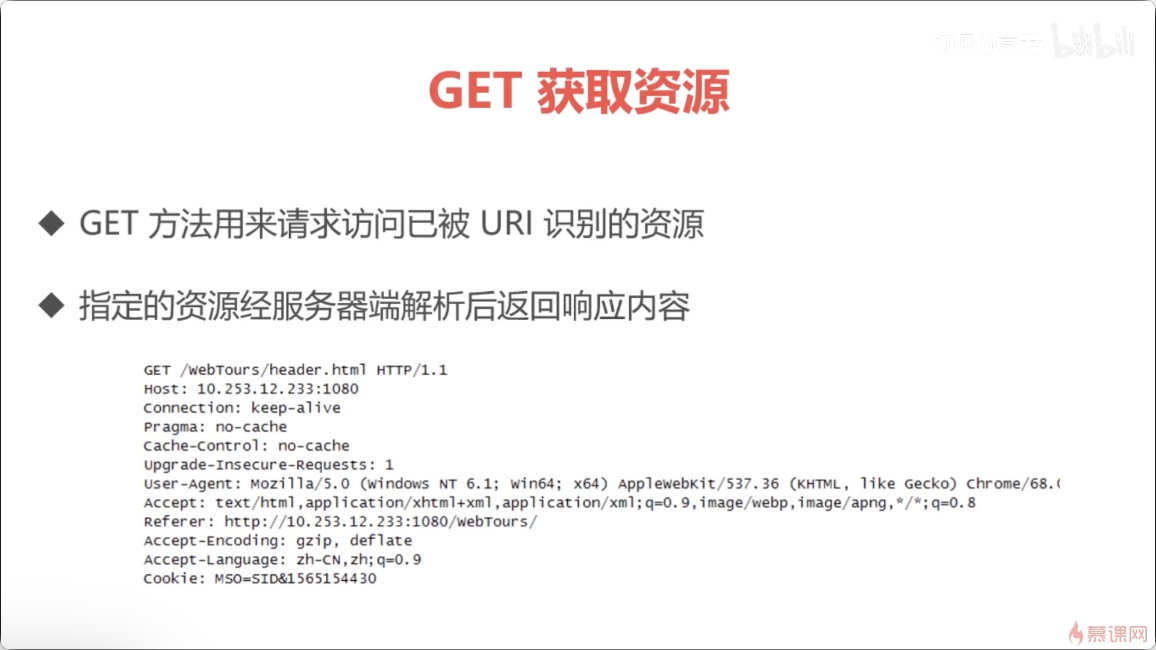 bilibili
GET 获取资源
◆ GET 方法用来请求访问已被 URI 识别的资源
◆ 指定的资源经服务器端解析后返回响应内容
GET /WebTours/header.html HTTP/1.1
Host: 10.253.12.233:1080
Connection: keep-alive
Pragma: no-cache
Cache-Control: no-cache
Upgrade-Insecure-Requests: 1
User-Agent: Mozilla/5.0 (Windows NT 6.1; Win64; x64) AppleWebKit/537.36 (KHTML, like Gecko) Chrome/68.
Accept: text/html,application/xhtml+xml,application/xml;q=0.9,image/webp,image/apng,*/*;q=0.8
Referer: http://10.253.12.233:1080/WebTours/
Accept-Encoding: gzip, deflate
Accept-Language: zh-CN,zh;q=0.9
Cookie: MSO=SID&1565154430
慕课网